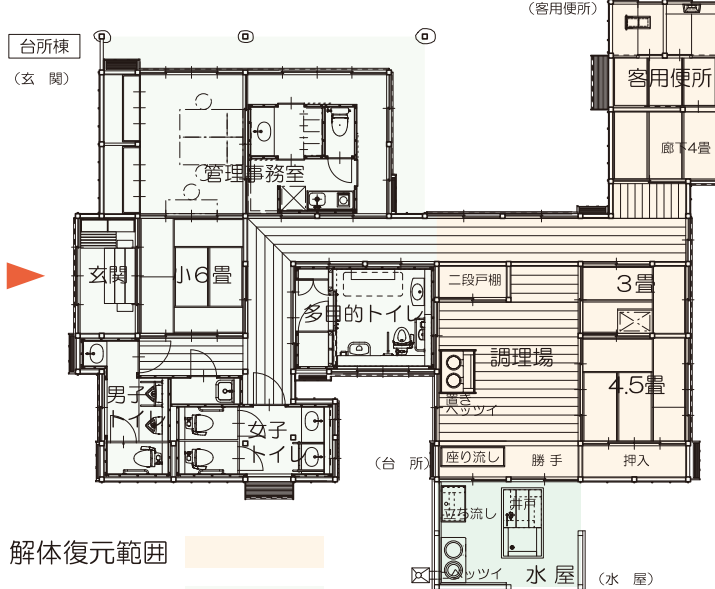 (客用便所)
台所棟
(玄 関)
客用便所
廊下4畳
管理事務室
玄関
小6畳
二段戸棚
3畳
多目的トイレ
調理場
男子
トイレ
置き
ヘッツイ
4.5畳
女子
トイレ
(台 所)
座り流し
勝 手
押入
立ち流し
井戸
解体復元範囲
ヘッツイ
水 屋
(水 屋)